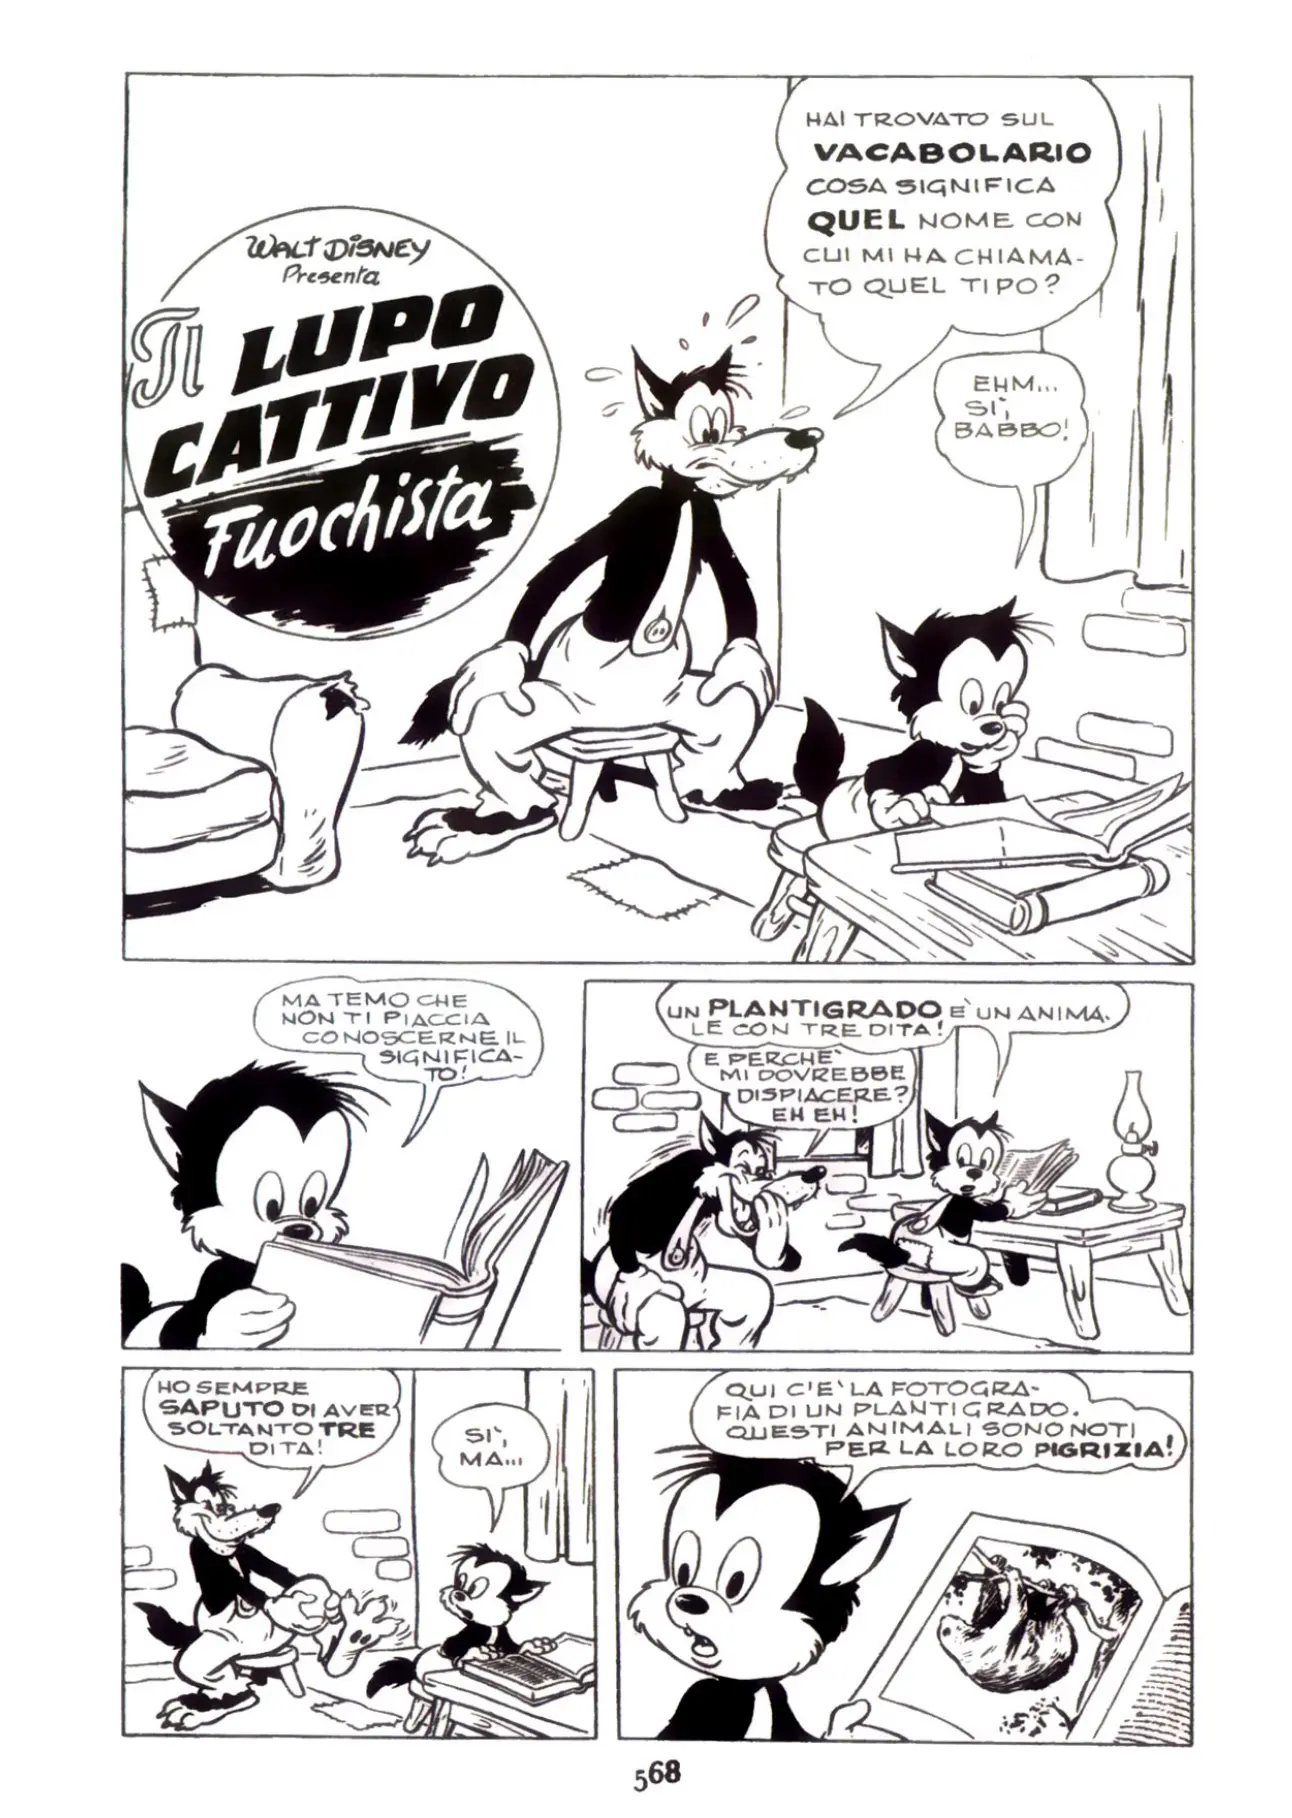 WALT DISNEY
Presenta
Il LUPO
CATTIVO
Fuochista
HAI TROVATO SUL
VACABOLARIO
COSA SIGNIFICA
QUEL NOME CON
CUI MI HA CHIAMA-
TO QUEL TIPO?
EHM...
SÌ,
BABBO!
MA TEMO CHE
NON TI PIACCIA
CONOSCERNE IL
SIGNIFICA-
TO!
UN PLANTIGRADO E' UN ANIMA-
LE CON TRE DITA!
E PERCHE'
MI DOVREBBE
DISPIACERE?
EH EH!
HO SEMPRE
SAPUTO DI AVER
SOLTANTO TRE
DITA!
SÌ,
MA...
QUI C'E' LA FOTOGRA-
FIA DI UN PLANTIGRADO.
QUESTI ANIMALI SONO NOTI
PER LA LORO PIGRIZIA!
568